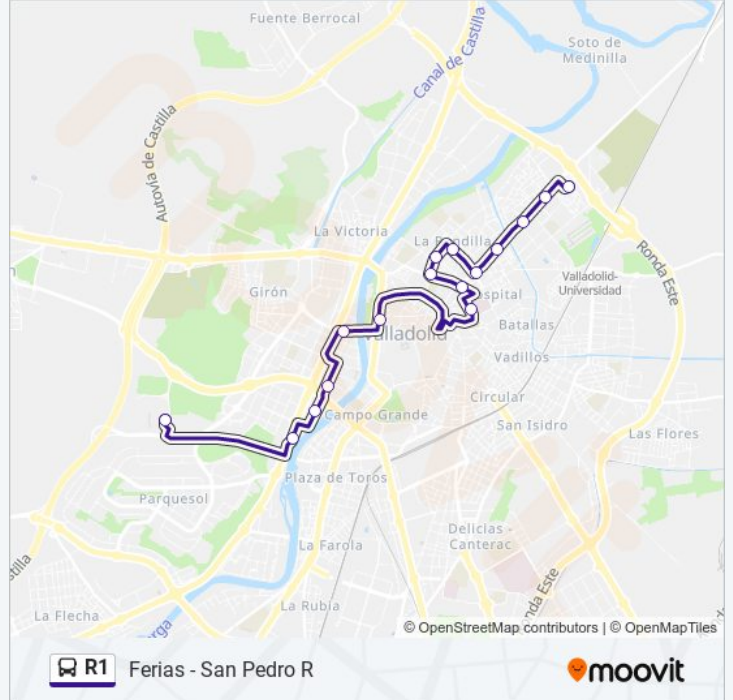 Fuente Berrocal
Canal de Castilla
Soto de
Medinilla
Autovía de Castilla
La Victoria
La Rondilla
Ronda Este
Girón
Hospital
Valladolid-
Universidad
Batallas
Valladolid
Vadillos
Circular
Campo Grande
San Isidro
Las Flores
Plaza de Toros
Parquesol
Delicias -
Canterac
La Farola
La Rubia
La Flecha
© OpenStreetMap contributors | © OpenMapTiles
R1 Ferias - San Pedro R
moovit